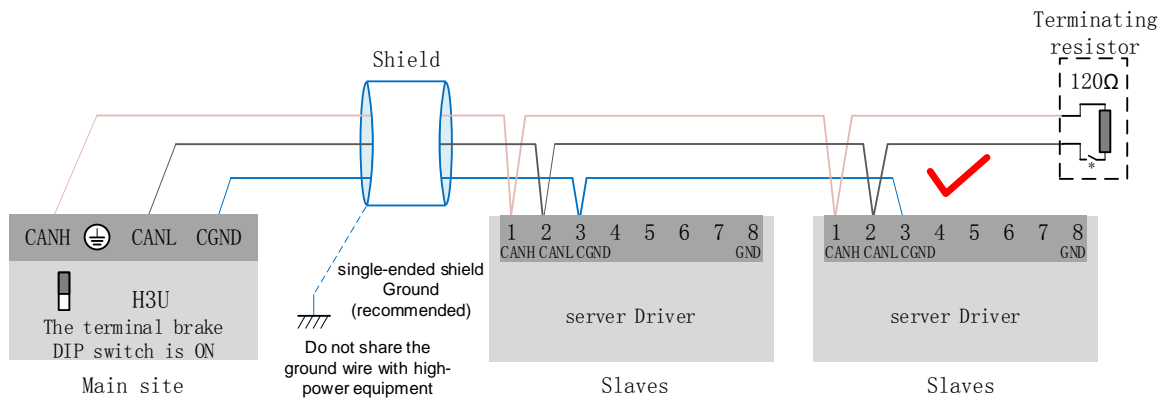 Terminating
resistor
Shield
120Ω
*
CANH CANL CGND
1 2 3 4 5 6 7 8
CANH CANL CGND GND
1 2 3 4 5 6 7 8
CANH CANL CGND GND
H3U
The terminal brake
DIP switch is ON
single-ended shield
Ground
(recommended)
server Driver
server Driver
Do not share the
ground wire with high-
power equipment
Main site
Slaves
Slaves